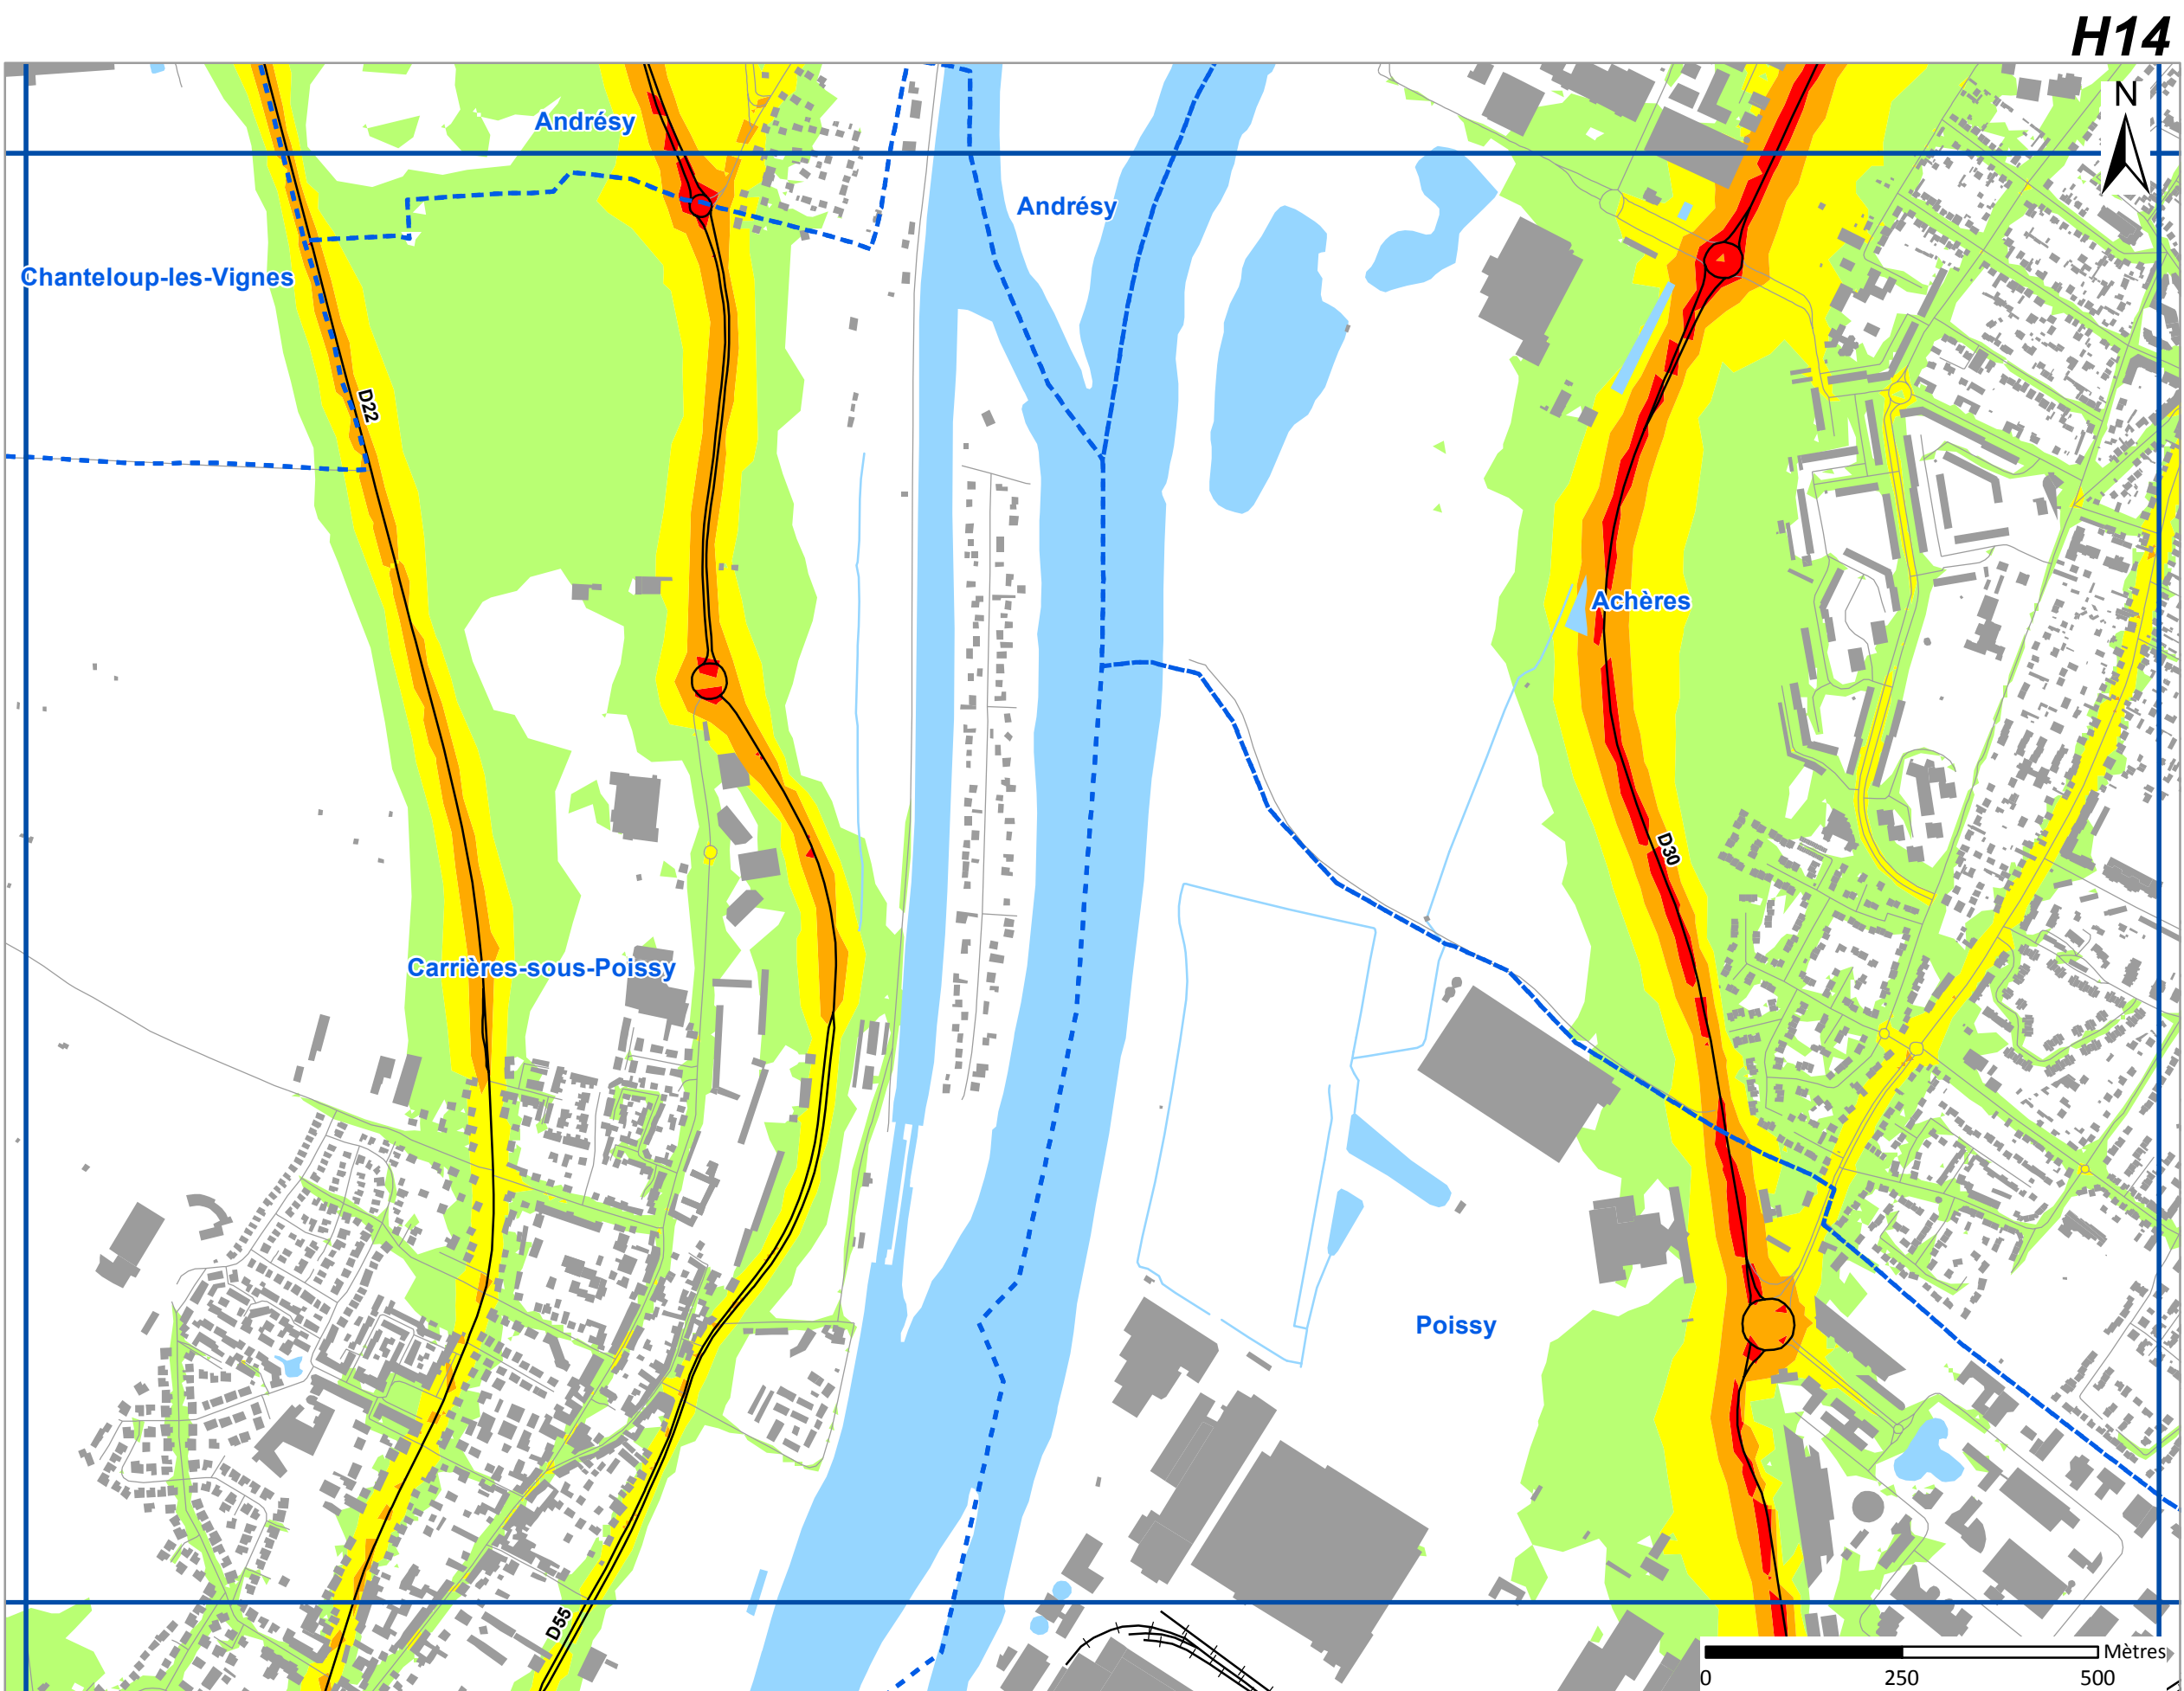 H14
N
Andrésy
Andrésy
Chanteloup-les-Vignes
D22
Achères
D30
Carrières-sous-Poissy
Poissy
D55
Mètres
0 250 500